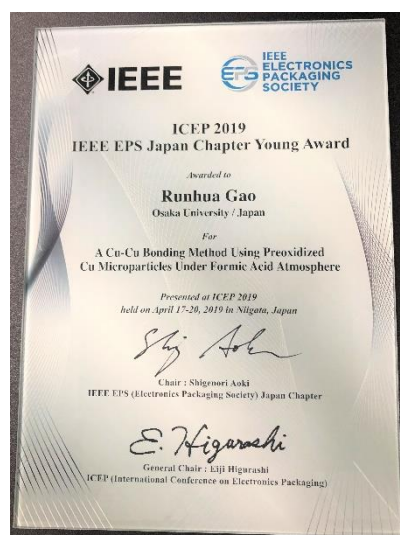 IEEE
EPS
IEEE
ELECTRONICS
PACKAGING
SOCIETY
ICEP 2019
IEEE EPS Japan Chapter Young Award
Awarded to
Runhua Gao
Osaka University / Japan
For
A Cu-Cu Bonding Method Using Preoxidized
Cu Microparticles Under Formic Acid Atmosphere
Presented at ICEP 2019
held on April 17-20, 2019 in Niigata, Japan
Shig Aoki
Chair : Shigenori Aoki
IEEE EPS (Electronics Packaging Society) Japan Chapter
E. Higurashi
General Chair : Eiji Higurashi
ICEP (International Conference on Electronics Packaging)